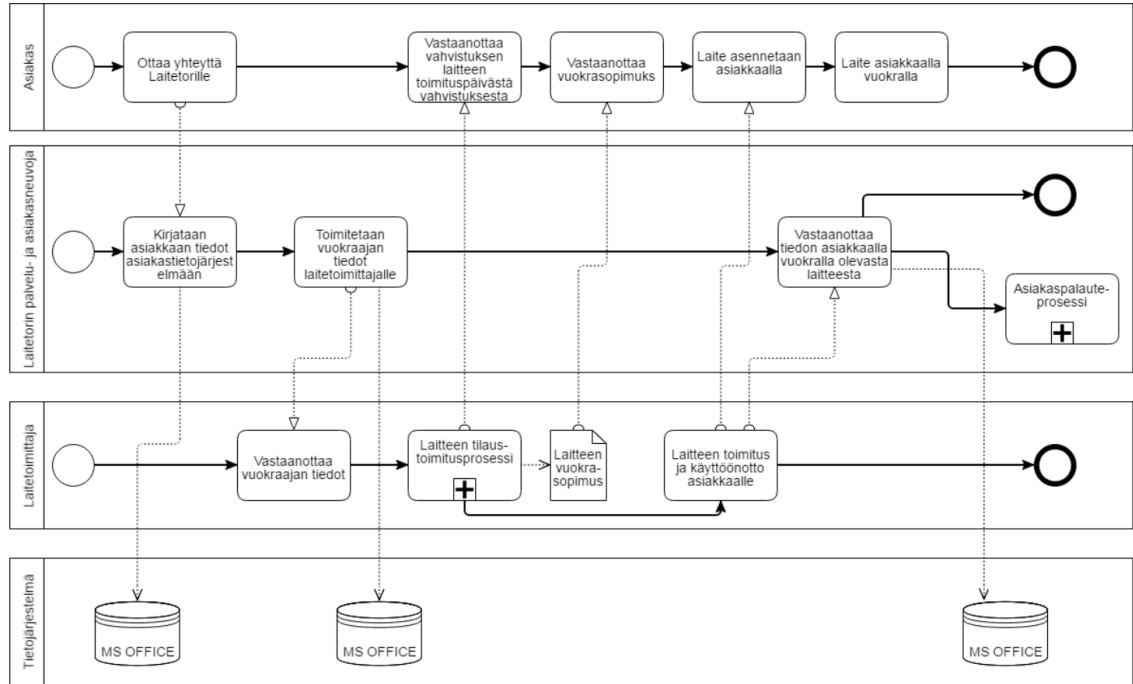 Asiakas
Ottaa yhteyttä
Laitetorille
Vastaanottaa
vahvistuksen
laitteen
toimituspäivästä
vahvistuksesta
Vastaanottaa
vuokrasopimuks
Laite asennetaan
asiakkaalla
Laite asiakkaalla
vuokralla
Laitetorin palvelu- ja asiakasneuvoja
Kirjataan
asiakkaan tiedot
asiakastietojärjest
elmään
Toimitetaan
vuokraajan
tiedot
laitetoimittajalle
Vastaanottaa
tiedon asiakkaalla
vuokralla olevasta
laitteesta
Asiakaspalaute-
prosessi
Laitetoimittaja
Vastaanottaa
vuokraajan tiedot
Laitteen tilaus-
toimitusprosessi
Laitteen
vuokra-
sopimus
Laitteen toimitus
ja käyttöönotto
asiakkaalle
Tietojärjestelmä
MS OFFICE
MS OFFICE
MS OFFICE